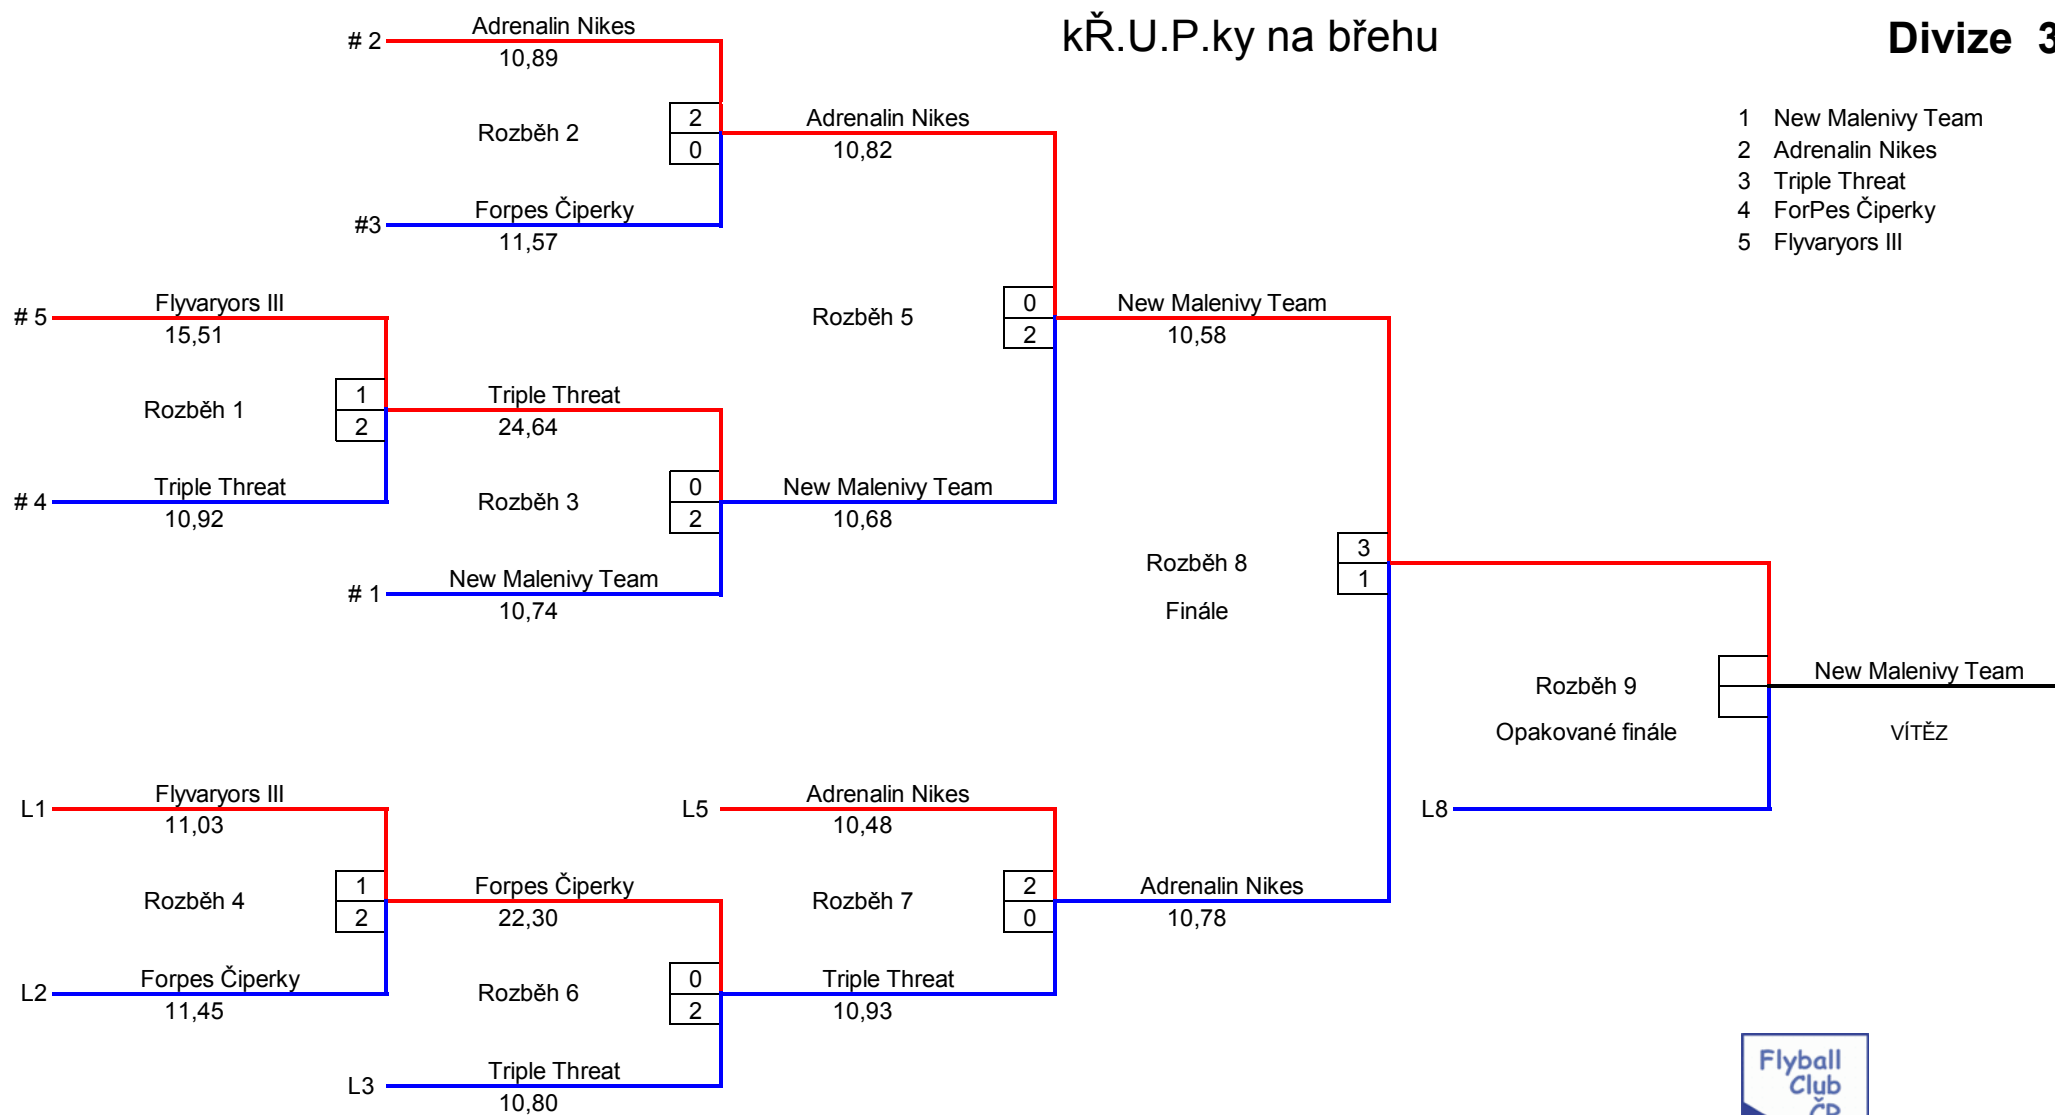 kŘ.U.P.ky na břehu
Divize 3
1 New Malenivy Team
2 Adrenalin Nikes
3 Triple Threat
4 ForPes Čiperky
5 Flyvaryors III
# 2
Adrenalin Nikes
10,89
Rozběh 2
2
0
#3
Forpes Čiperky
11,57
Adrenalin Nikes
10,82
# 5
Flyvaryors III
15,51
Rozběh 1
1
2
# 4
Triple Threat
10,92
Triple Threat
24,64
Rozběh 3
0
2
# 1
New Malenivy Team
10,74
Rozběh 5
0
2
New Malenivy Team
10,68
New Malenivy Team
10,58
Rozběh 8
Finále
3
1
Rozběh 9
Opakované finále
New Malenivy Team
VÍTĚZ
L8
L1
Flyvaryors III
11,03
Rozběh 4
1
2
L2
Forpes Čiperky
11,45
Forpes Čiperky
22,30
Rozběh 6
0
2
L3
Triple Threat
10,80
L5
Adrenalin Nikes
10,48
Rozběh 7
2
0
Triple Threat
10,93
Adrenalin Nikes
10,78
Flyball
Club
ČR